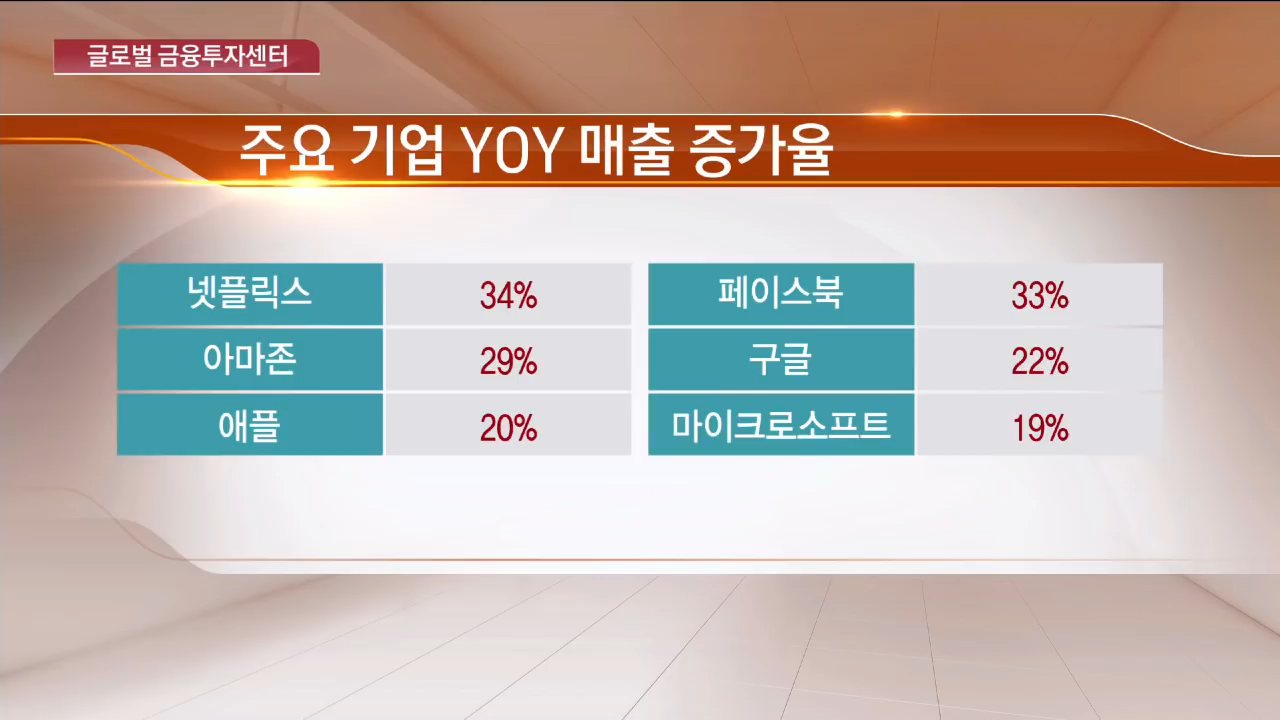 글로벌 금융투자센터
주요 기업 YOY 매출 증가율
넷플릭스 34% 페이스북 33%
아마존 29% 구글 22%
애플 20% 마이크로소프트 19%